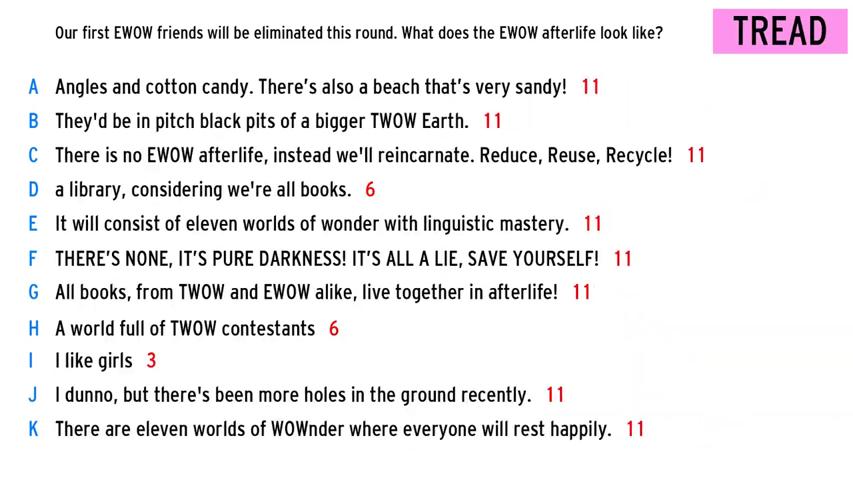 Our first EWOW friends will be eliminated this round. What does the EWOW afterlife look like?
TREAD
A Angles and cotton candy. There's also a beach that's very sandy! 11
B They'd be in pitch black pits of a bigger TWOW Earth. 11
C There is no EWOW afterlife, instead we'll reincarnate. Reduce, Reuse, Recycle! 11
D a library, considering we're all books. 6
E It will consist of eleven worlds of wonder with linguistic mastery. 11
F THERE'S NONE, IT'S PURE DARKNESS! IT'S ALL A LIE, SAVE YOURSELF! 11
G All books, from TWOW and EWOW alike, live together in afterlife! 11
H A world full of TWOW contestants 6
I I like girls 3
J I dunno, but there's been more holes in the ground recently. 11
K There are eleven worlds of WOWnder where everyone will rest happily. 11